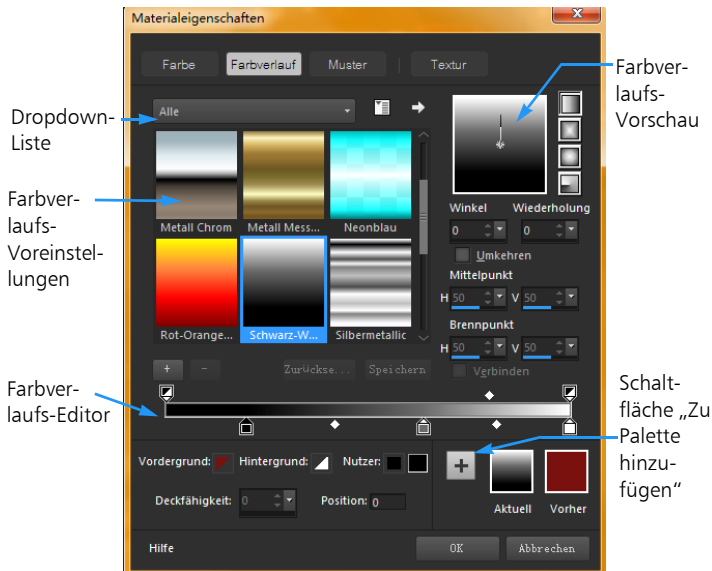 Materialeigenschaften
Farbe
Farbverlauf
Muster
Textur
Alle
Dropdown-
Liste
Farbver-
laufs-
Vorschau
Farbver-
laufs-
Voreinstel-
lungen
Metall Chrom
Metall Mess...
Neonblau
Rot-Orange...
Schwarz-W...
Silbermetallic
Winkel
Wiederholung
0
0
Umkehren
Mittelpunkt
H 50
V 50
Brennpunkt
H 50
V 50
Verbinden
Zurückse...
Speichern
Farbver-
laufs-Editor
Schalt-
fläche „Zu
Palette
hinzu-
fügen“
Vordergrund:
Hintergrund:
Nutzer:
Deckfähigkeit:
0
Position:
0
Aktuell
Vorher
Hilfe
OK
Abbrechen